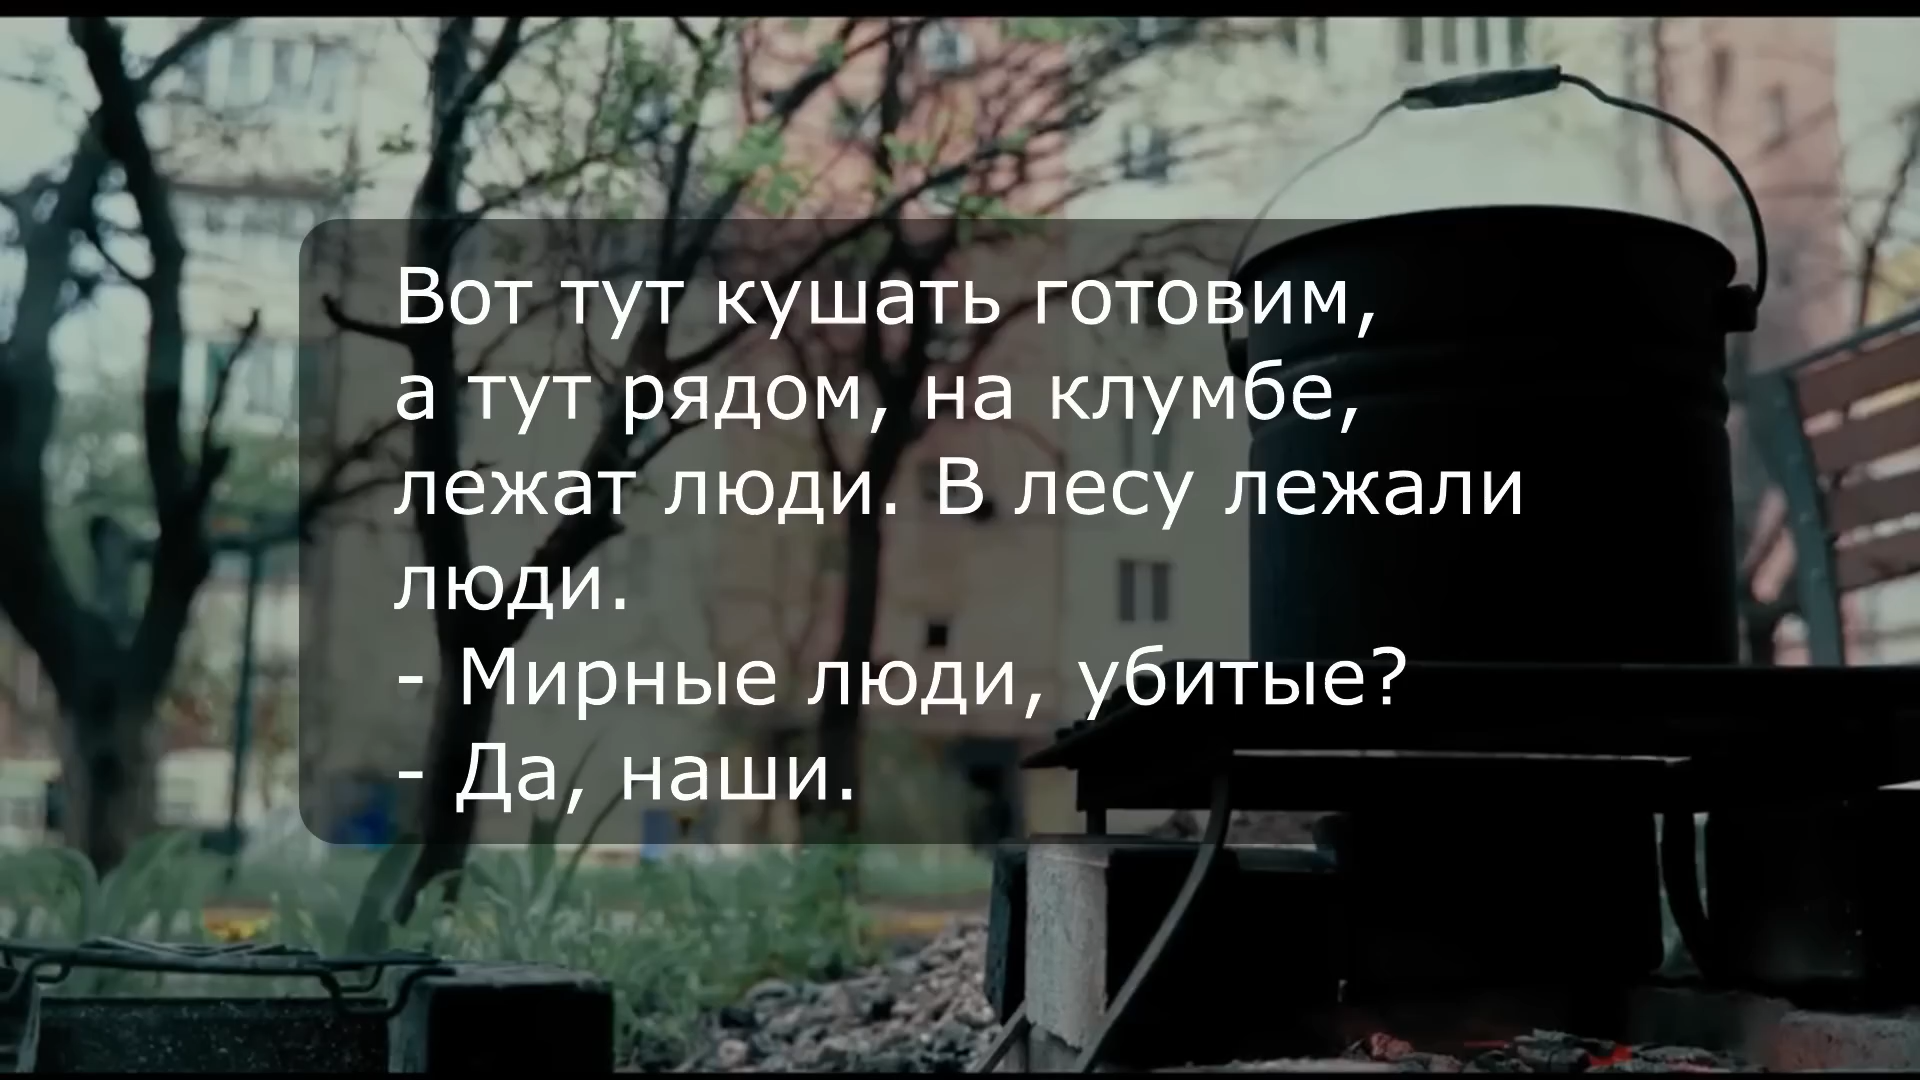 Вот тут кушать готовим,
а тут рядом, на клумбе,
лежат люди. В лесу лежали
люди.
- Мирные люди, убитые?
- Да, наши.